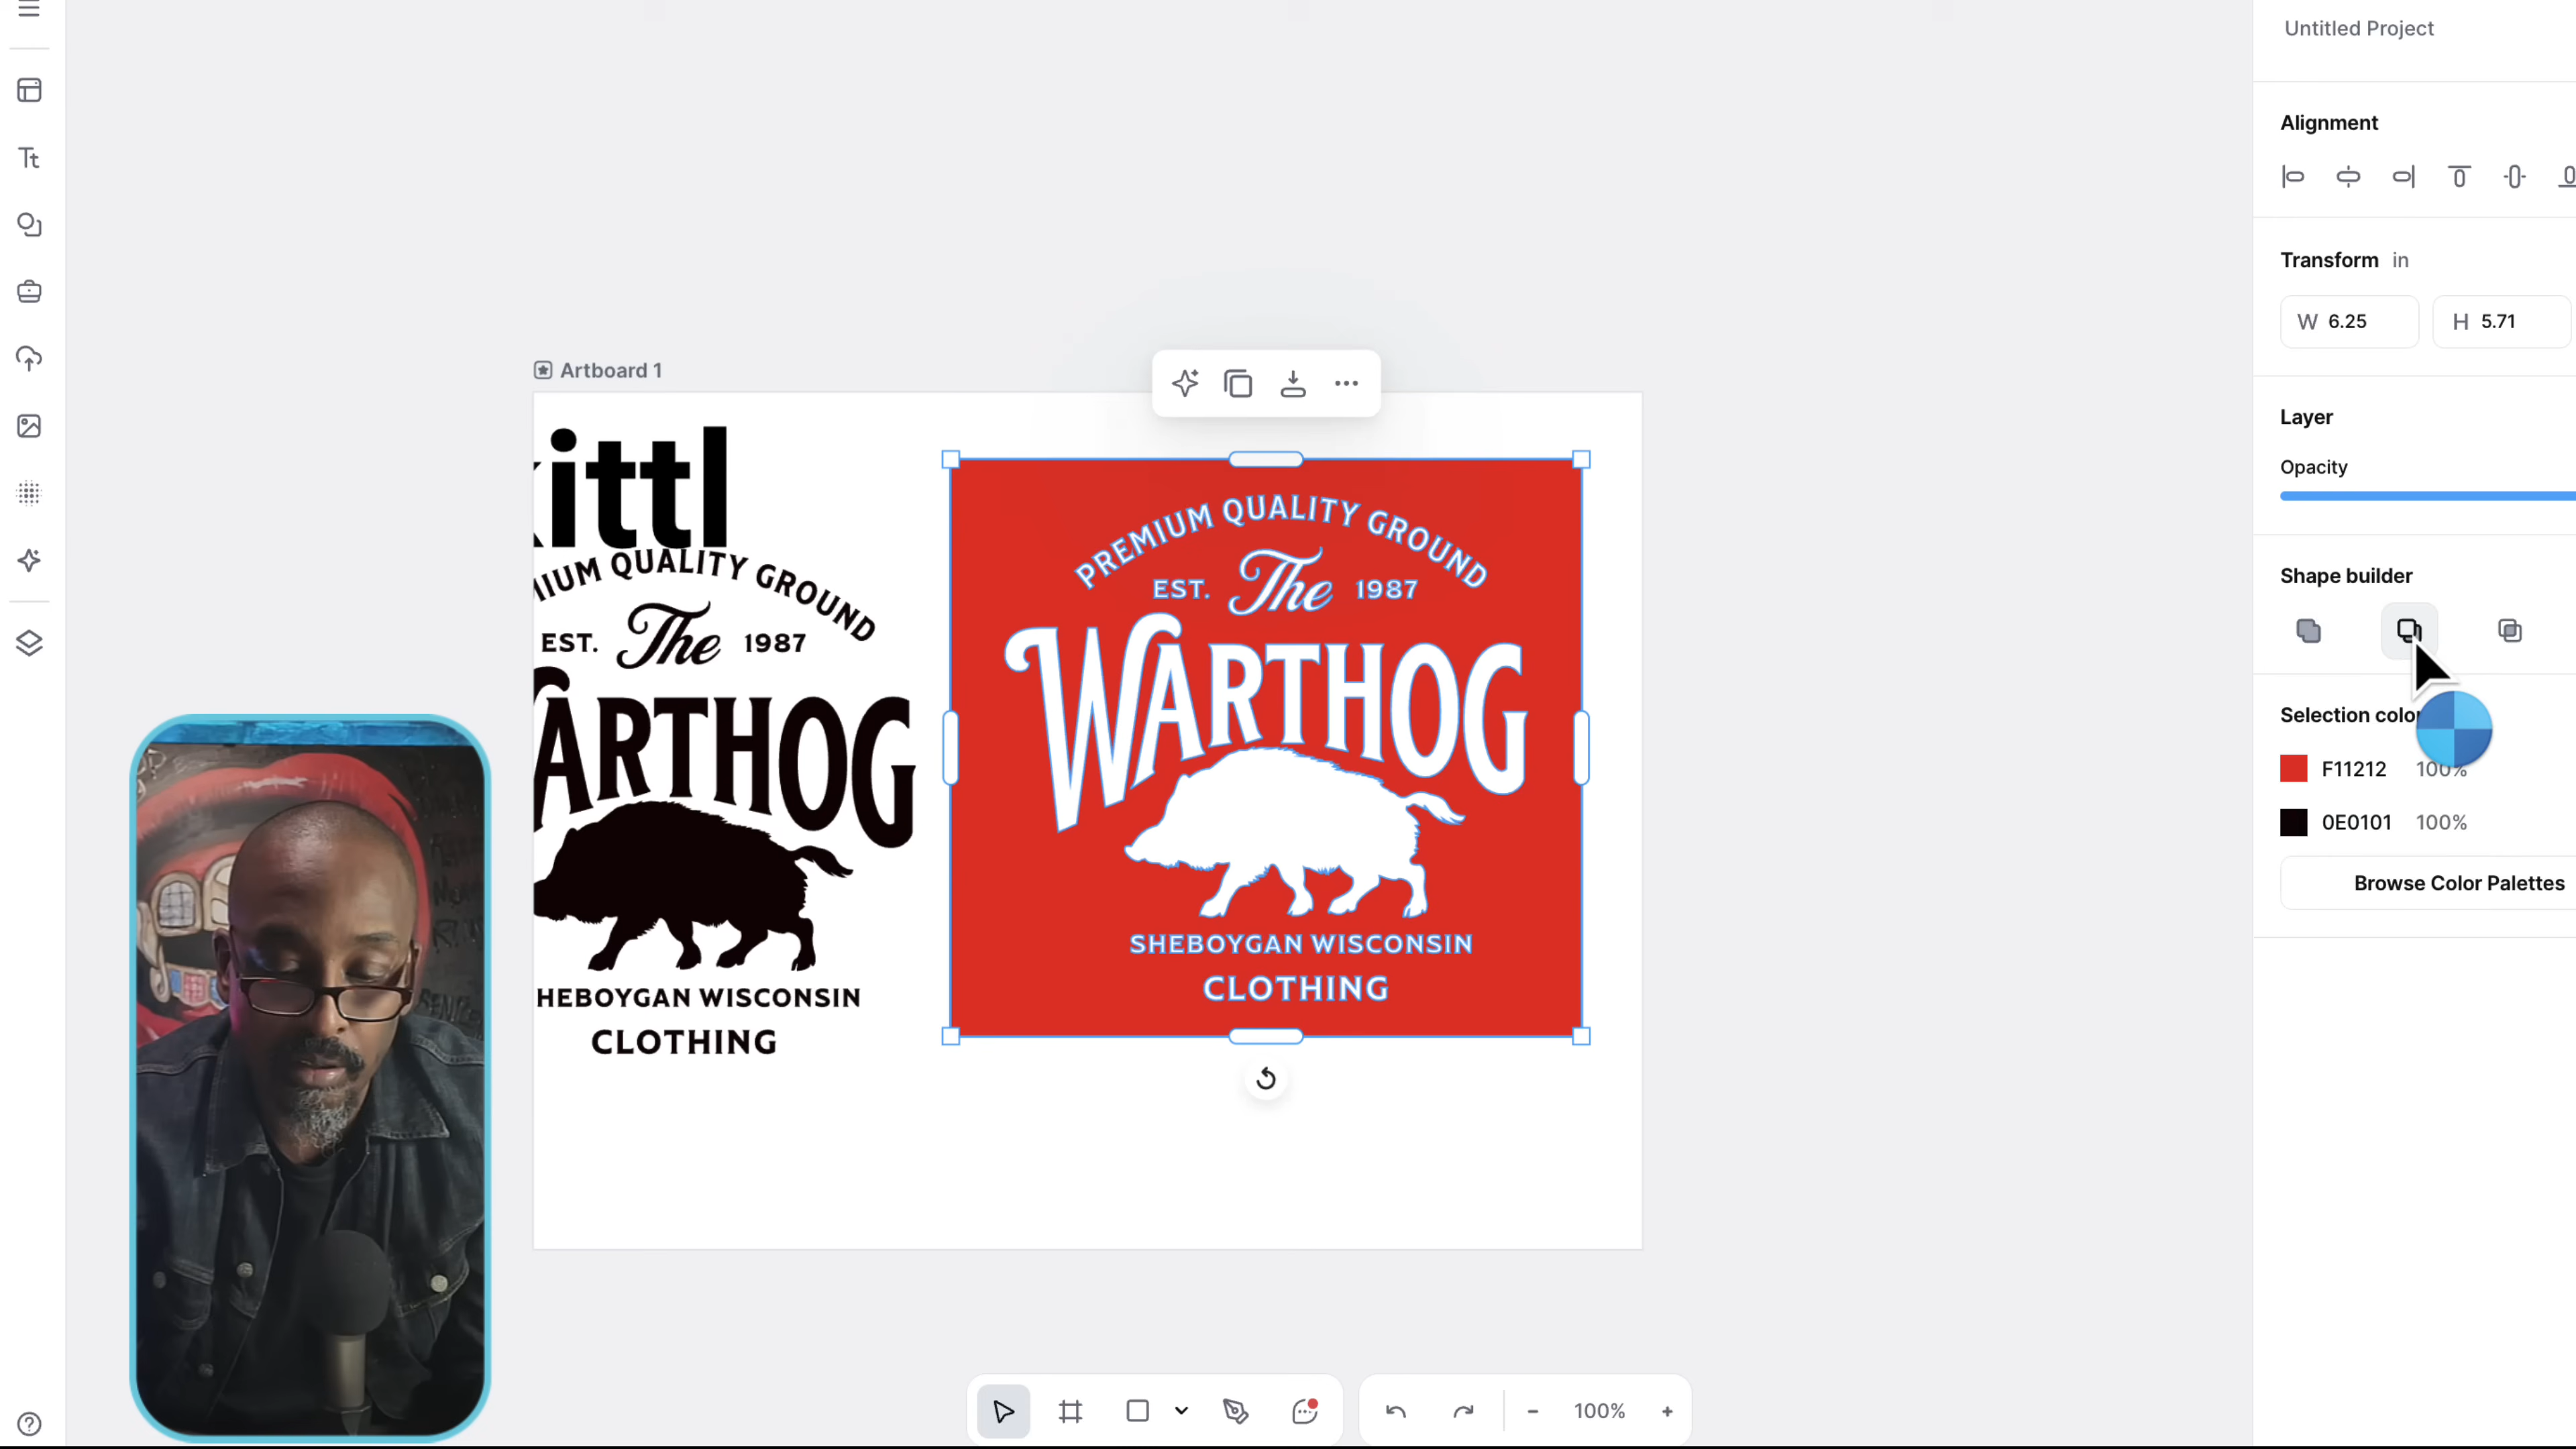 Untitled Project
Alignment
Transform in
W 6.25 H 5.71
Layer
Opacity
Shape builder
Selection color
F11212 100%
0E0101 100%
Browse Color Palettes
Artboard 1
kittl
IUM QUALITY GROUND
EST. The 1987
ARTHOG
HEBOYGAN WISCONSIN
CLOTHING
PREMIUM QUALITY GROUND
EST. The 1987
WARTHOG
SHEBOYGAN WISCONSIN
CLOTHING
100%